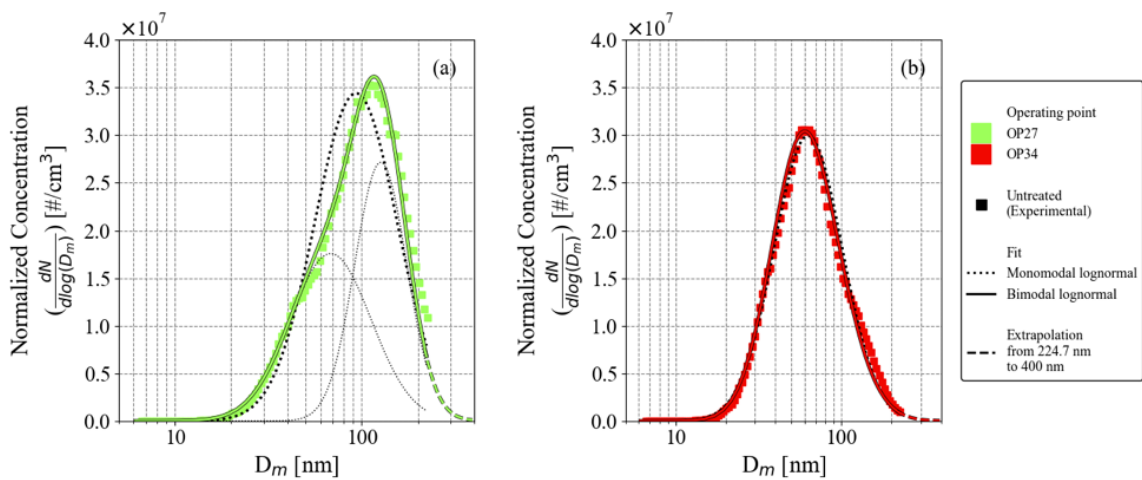 ×10⁷
4.0
3.5
3.0
2.5
2.0
1.5
1.0
0.5
0.0
Normalized Concentration
(dN/dlog(Dₘ)) [#/cm³]
(a)
10
100
Dₘ [nm]
×10⁷
4.0
3.5
3.0
2.5
2.0
1.5
1.0
0.5
0.0
Normalized Concentration
(dN/dlog(Dₘ)) [#/cm³]
(b)
10
100
Dₘ [nm]
Operating point
OP27
OP34
Untreated
(Experimental)
Fit
Monomodal lognormal
Bimodal lognormal
Extrapolation
from 224.7 nm
to 400 nm